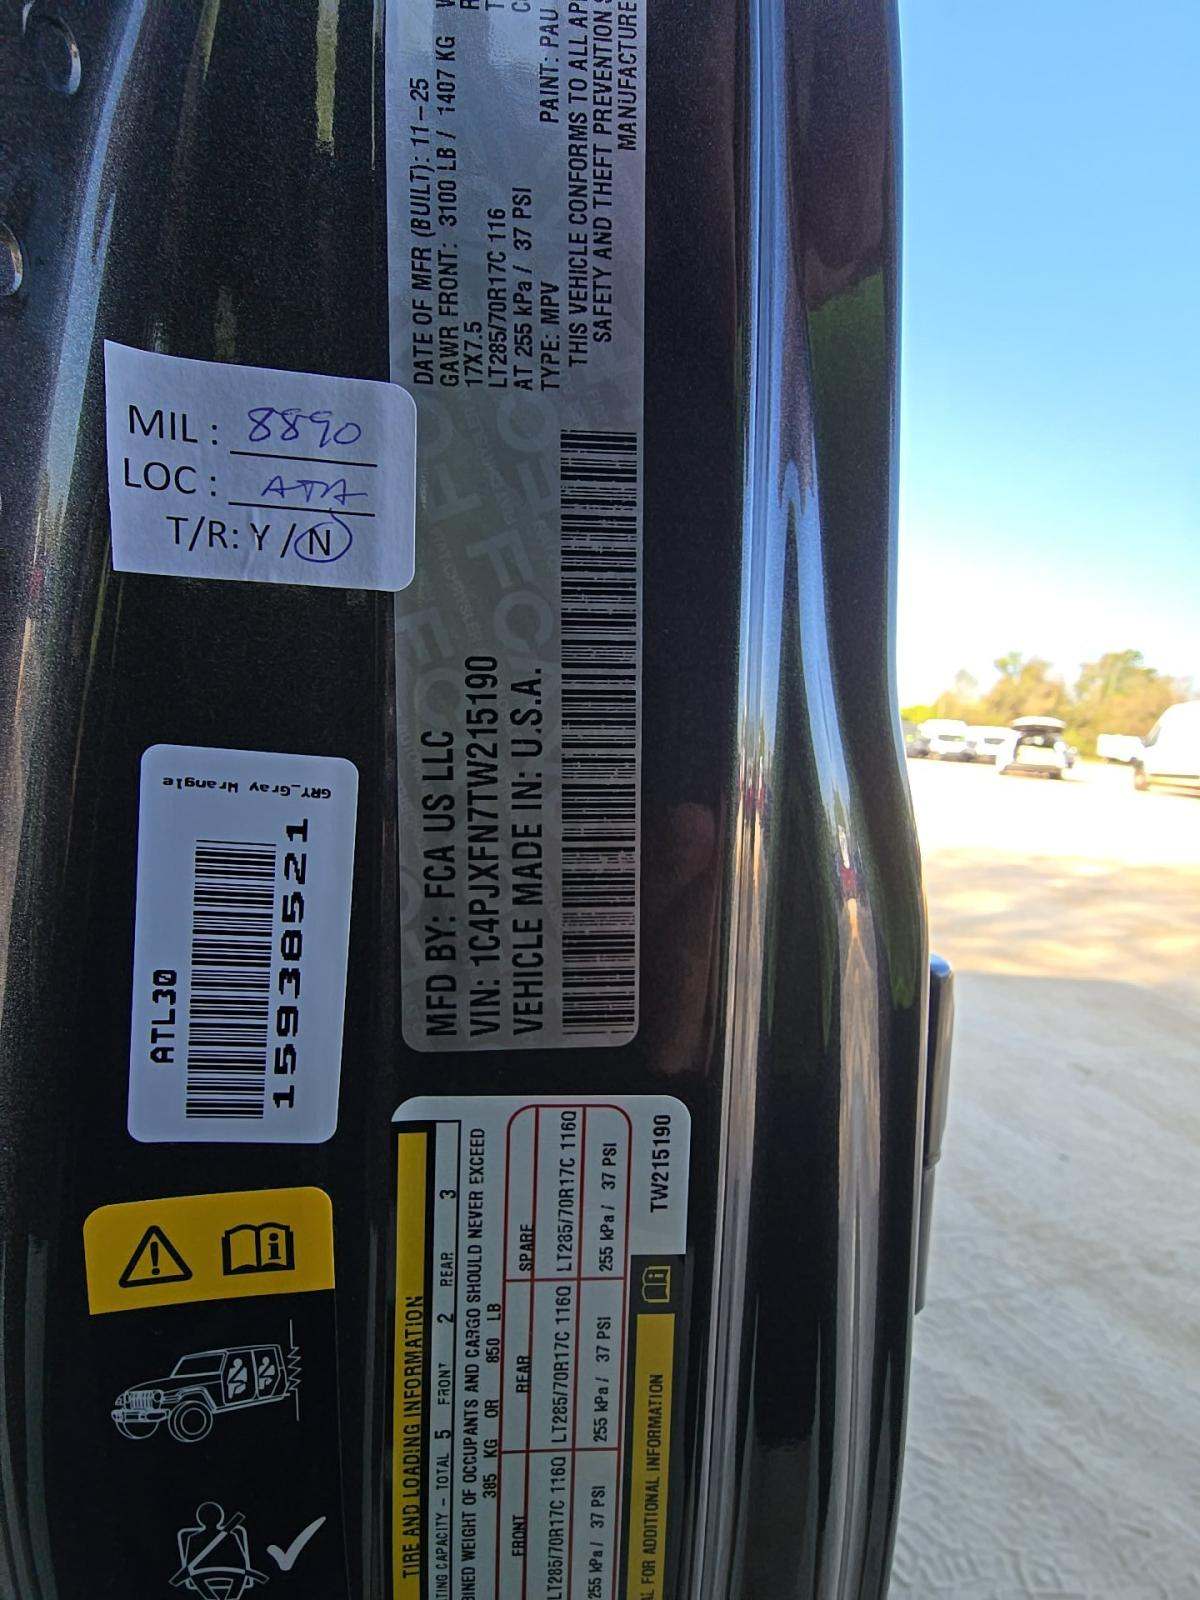 DATE OF MFR (BUILT): 11-25
GAWR FRONT: 3100 LB / 1407 KG
17X7.5
LT285/70R17C 116
AT 255 kPa / 37 PSI
TYPE: MPV PAINT: PAU
THIS VEHICLE CONFORMS TO ALL
SAFETY AND THEFT PREVENTION
MANUFACTURE
MFD BY: FCA US LLC
VIN: 1C4PJXFN7TW215190
VEHICLE MADE IN: U.S.A.
MIL: 8890
LOC: ATA
T/R: Y / N
ATL30
15938521
GRY_Gray Wrangle
TIRE AND LOADING INFORMATION
CAPACITY - TOTAL 5 FRONT 2 REAR 3
WEIGHT OF OCCUPANTS AND CARGO SHOULD NEVER EXCEED
385 KG OR 850 LB
FRONT REAR SPARE
LT285/70R17C 116Q LT285/70R17C 116Q LT285/70R17C 116Q
255 kPa / 37 PSI 255 kPa / 37 PSI 255 kPa / 37 PSI
TW215190
FOR ADDITIONAL INFORMATION